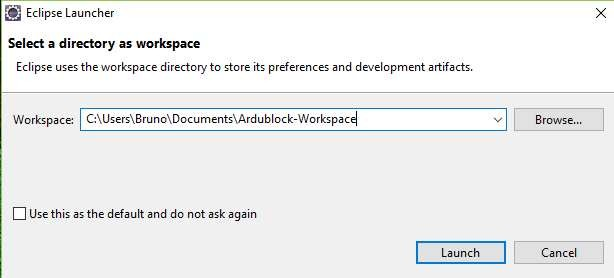 Eclipse Launcher
Select a directory as workspace
Eclipse uses the workspace directory to store its preferences and development artifacts.
Workspace: C:\Users\Bruno\Documents\Ardublock-Workspace Browse...
Use this as the default and do not ask again
Launch Cancel